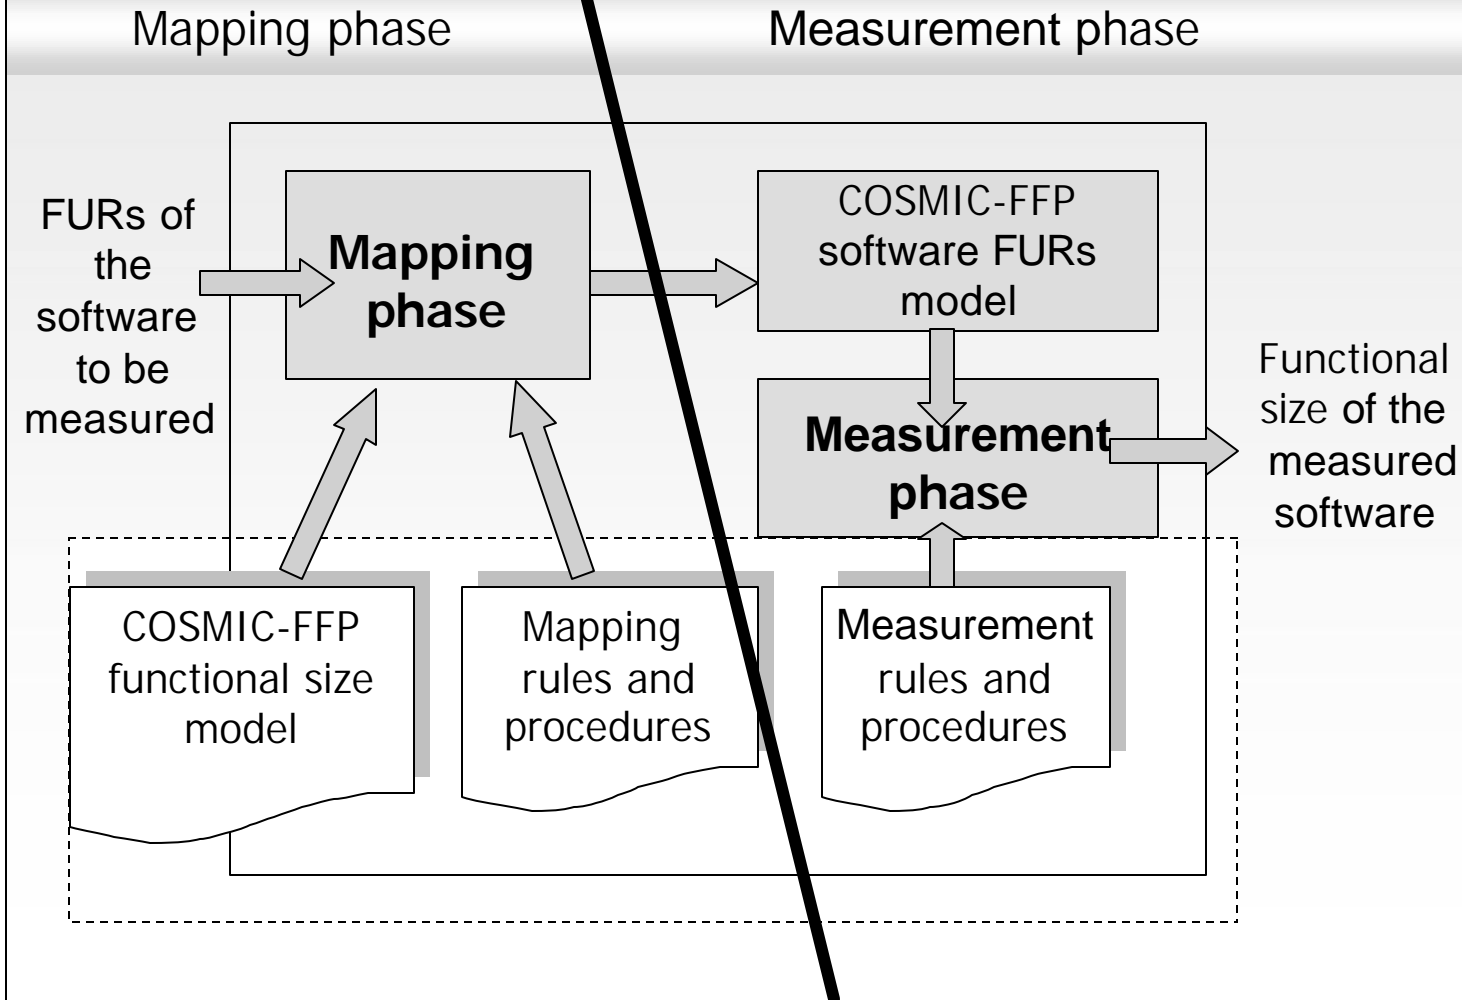 Mapping phase
Measurement phase
FURs of
the
software
to be
measured
Mapping
phase
COSMIC-FFP
software FURs
model
Measurement
phase
Functional
size of the
measured
software
COSMIC-FFP
functional size
model
Mapping
rules and
procedures
Measurement
rules and
procedures